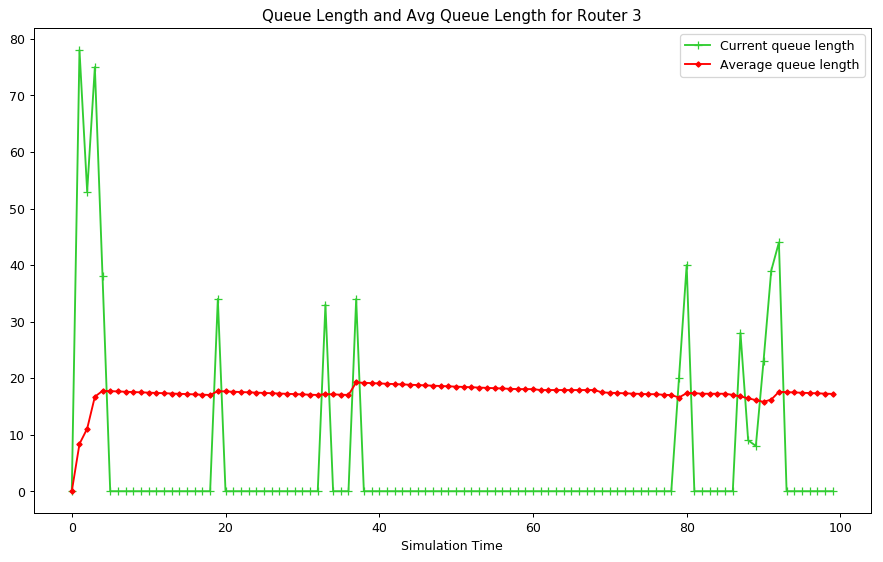 Queue Length and Avg Queue Length for Router 3
Current queue length
Average queue length
80
70
60
50
40
30
20
10
0
0 20 40 60 80 100
Simulation Time